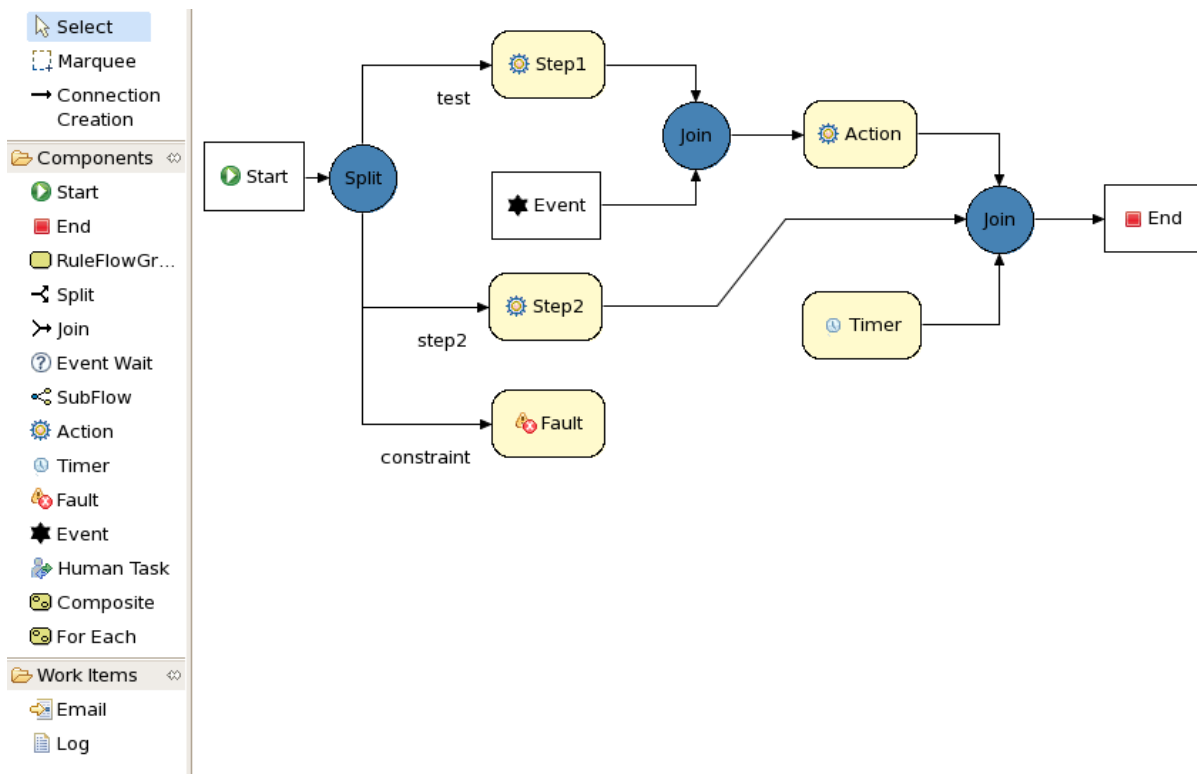 Select
Marquee
Connection
Creation
Components
Start
End
RuleFlowGr...
Split
Join
Event Wait
SubFlow
Action
Timer
Fault
Event
Human Task
Composite
For Each
Work Items
Email
Log
Step1
test
Join
Action
Start
Split
Event
Join
End
Step2
step2
Timer
Fault
constraint